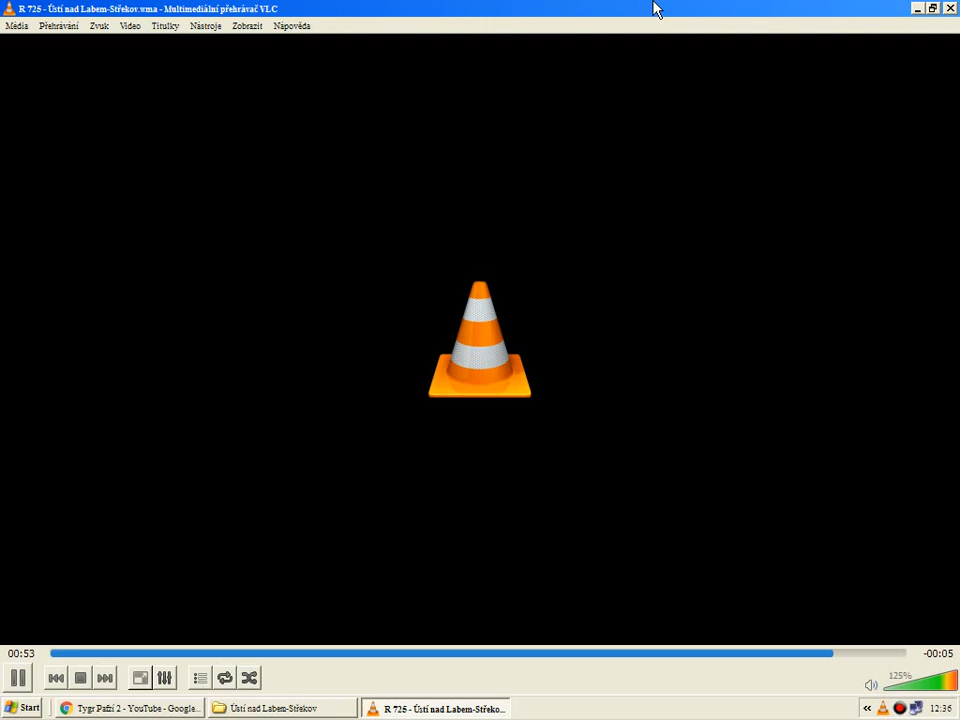 R 725 - Ústí nad Labem-Střekov.wma - Multimediální přehrávač VLC
Média Přehrávání Zvuk Video Titulky Nástroje Zobrazit Nápověda
00:53 -00:05
125%
Start Tygr Pafzí 2 - YouTube - Google... Ústí nad Labem-Střekov R 725 - Ústí nad Labem-Střeko... 12:36